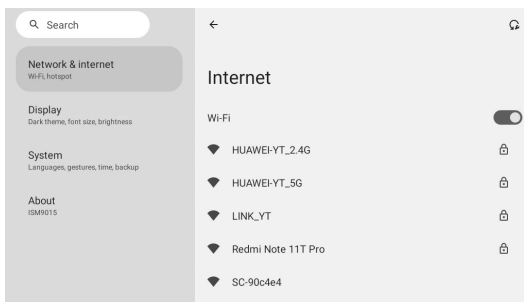 Search
Network & internet
Wi-Fi, hotspot
Display
Dark theme, font size, brightness
System
Languages, gestures, time, backup
About
ISM9015
Internet
Wi-Fi
HUAWEI-YT_2.4G
HUAWEI-YT_5G
LINK_YT
Redmi Note 11T Pro
SC-90c4e4